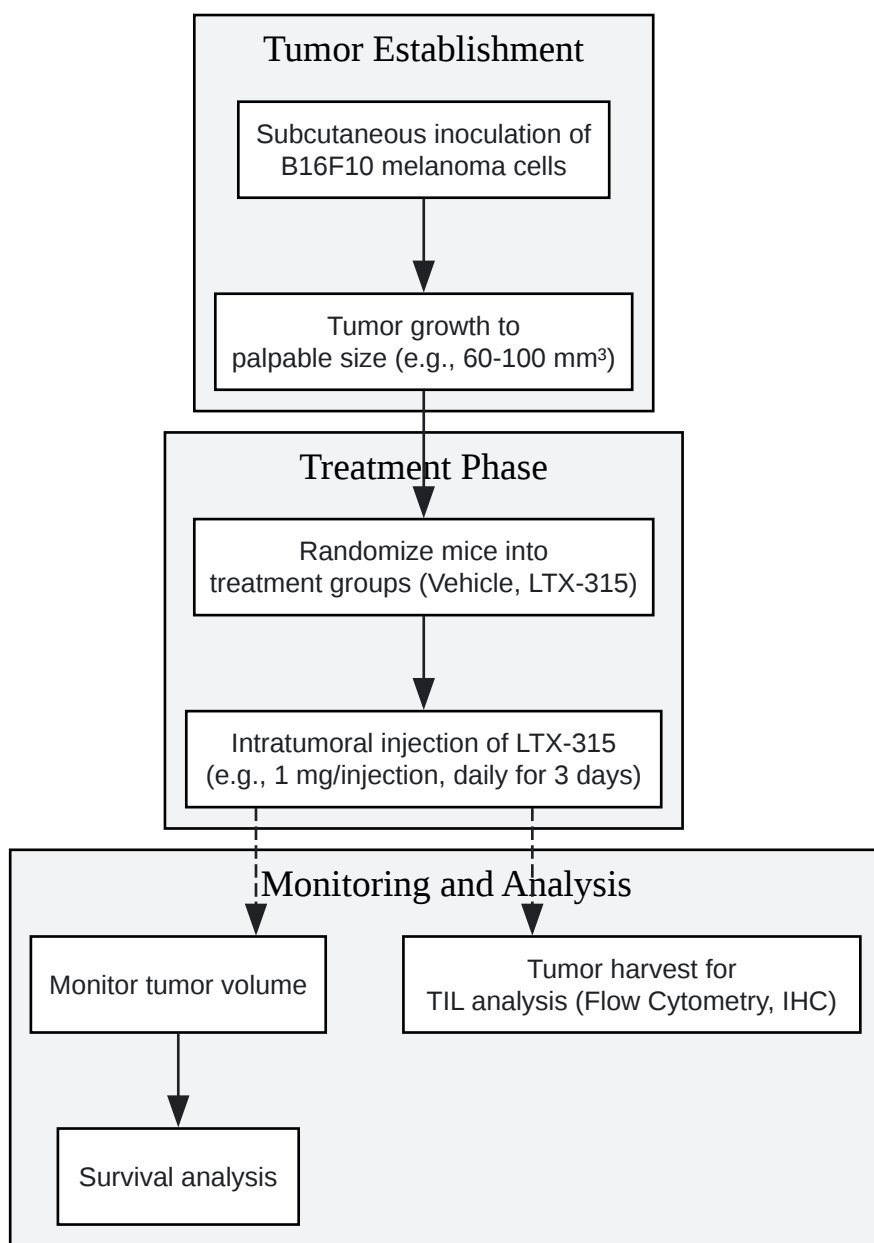 Tumor Establishment
Subcutaneous inoculation of
B16F10 melanoma cells
Tumor growth to
palpable size (e.g., 60-100 mm³)
Treatment Phase
Randomize mice into
treatment groups (Vehicle, LTX-315)
Intratumoral injection of LTX-315
(e.g., 1 mg/injection, daily for 3 days)
Monitoring and Analysis
Monitor tumor volume
Tumor harvest for
TIL analysis (Flow Cytometry, IHC)
Survival analysis